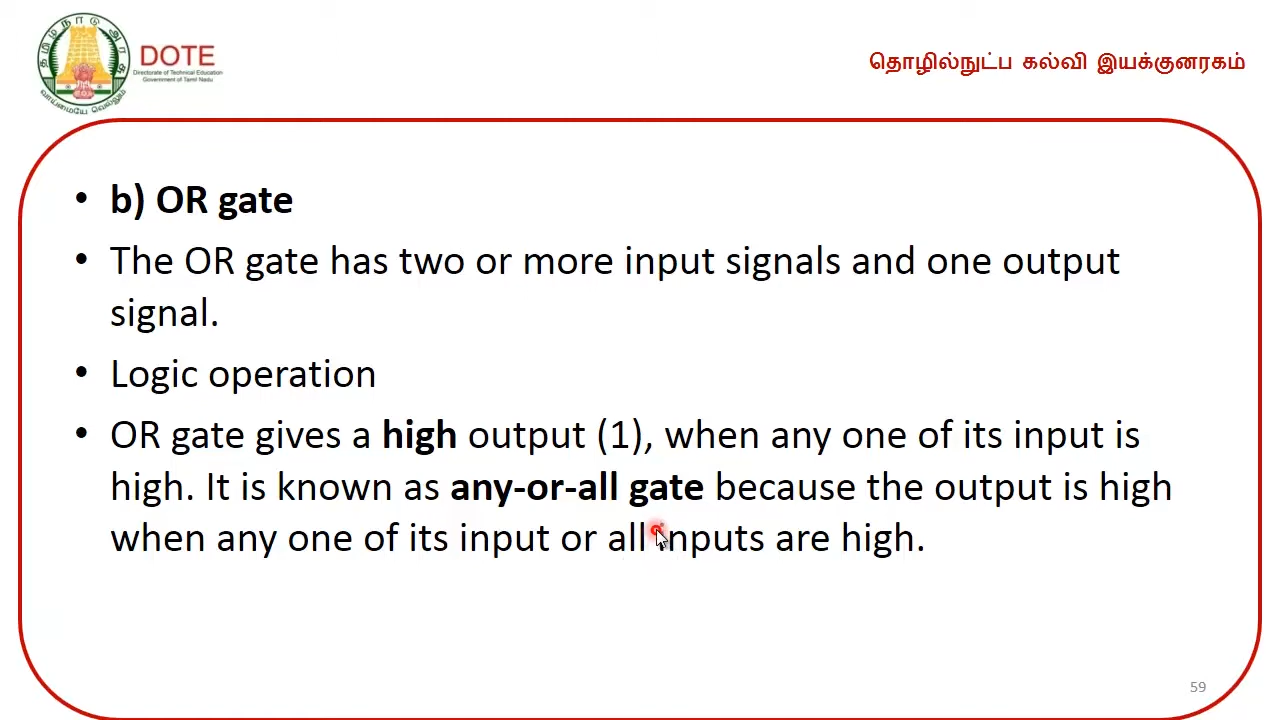 தமிழ்நாடு அரசு
வாய்மையே வெல்லும்
DOTE
Directorate of Technical Education
Government of Tamil Nadu
தொழில்நுட்ப கல்வி இயக்குனரகம்
• b) OR gate
• The OR gate has two or more input signals and one output
signal.
• Logic operation
• OR gate gives a high output (1), when any one of its input is
high. It is known as any-or-all gate because the output is high
when any one of its input or all inputs are high.
59